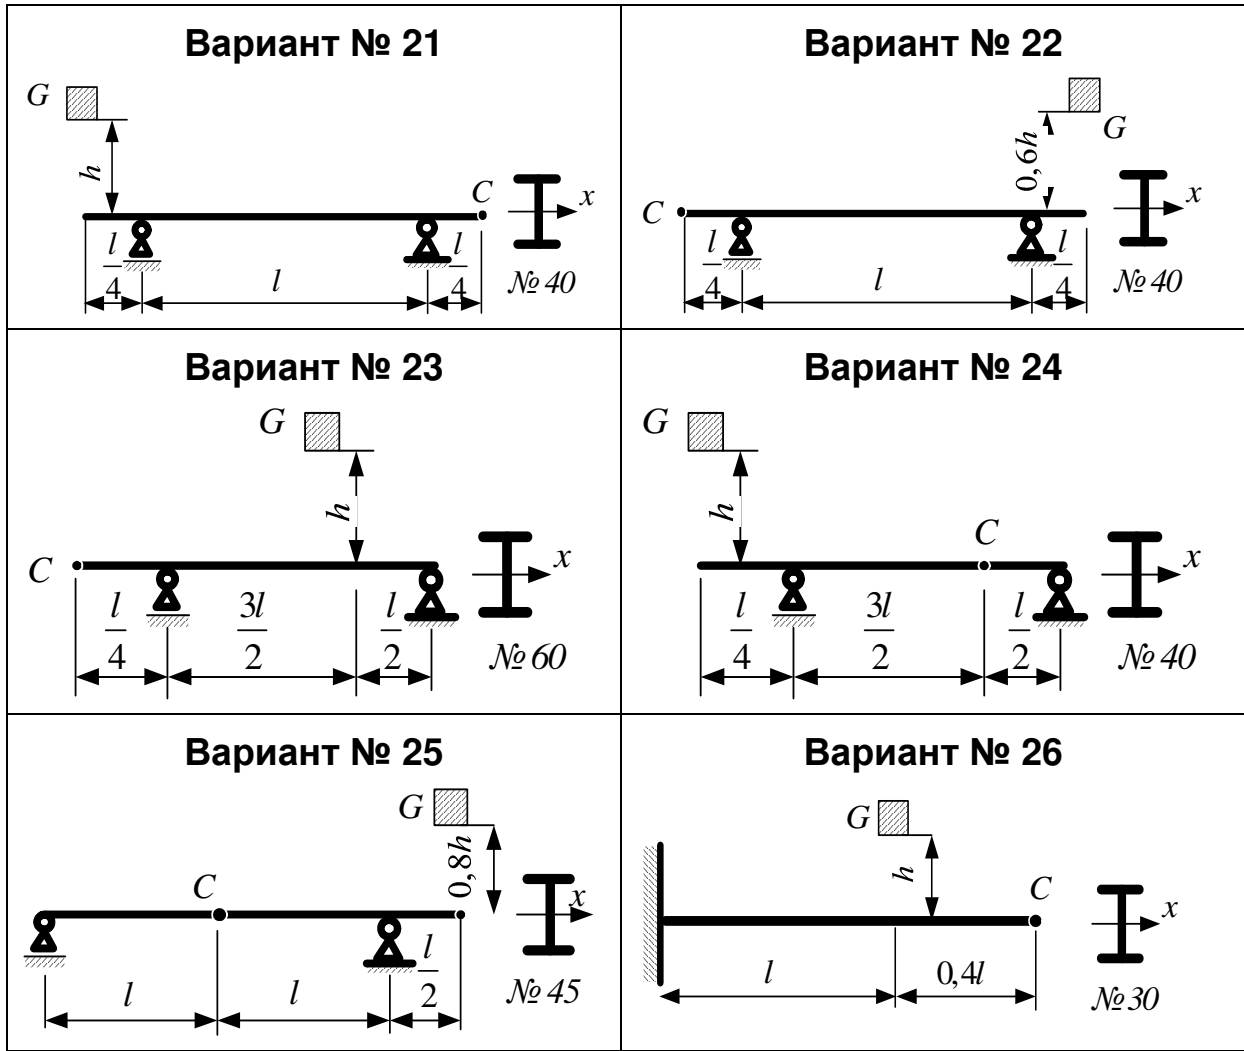 Вариант № 21
G
h
C
x
l/4
l
l/4
№ 40
Вариант № 22
G
0,6h
C
x
l/4
l
l/4
№ 40
Вариант № 23
G
h
C
x
l/4
3l/2
l/2
№ 60
Вариант № 24
G
h
C
x
l/4
3l/2
l/2
№ 40
Вариант № 25
G
0,8h
C
x
l
l
l/2
№ 45
Вариант № 26
G
h
C
x
l
0,4l
№ 30